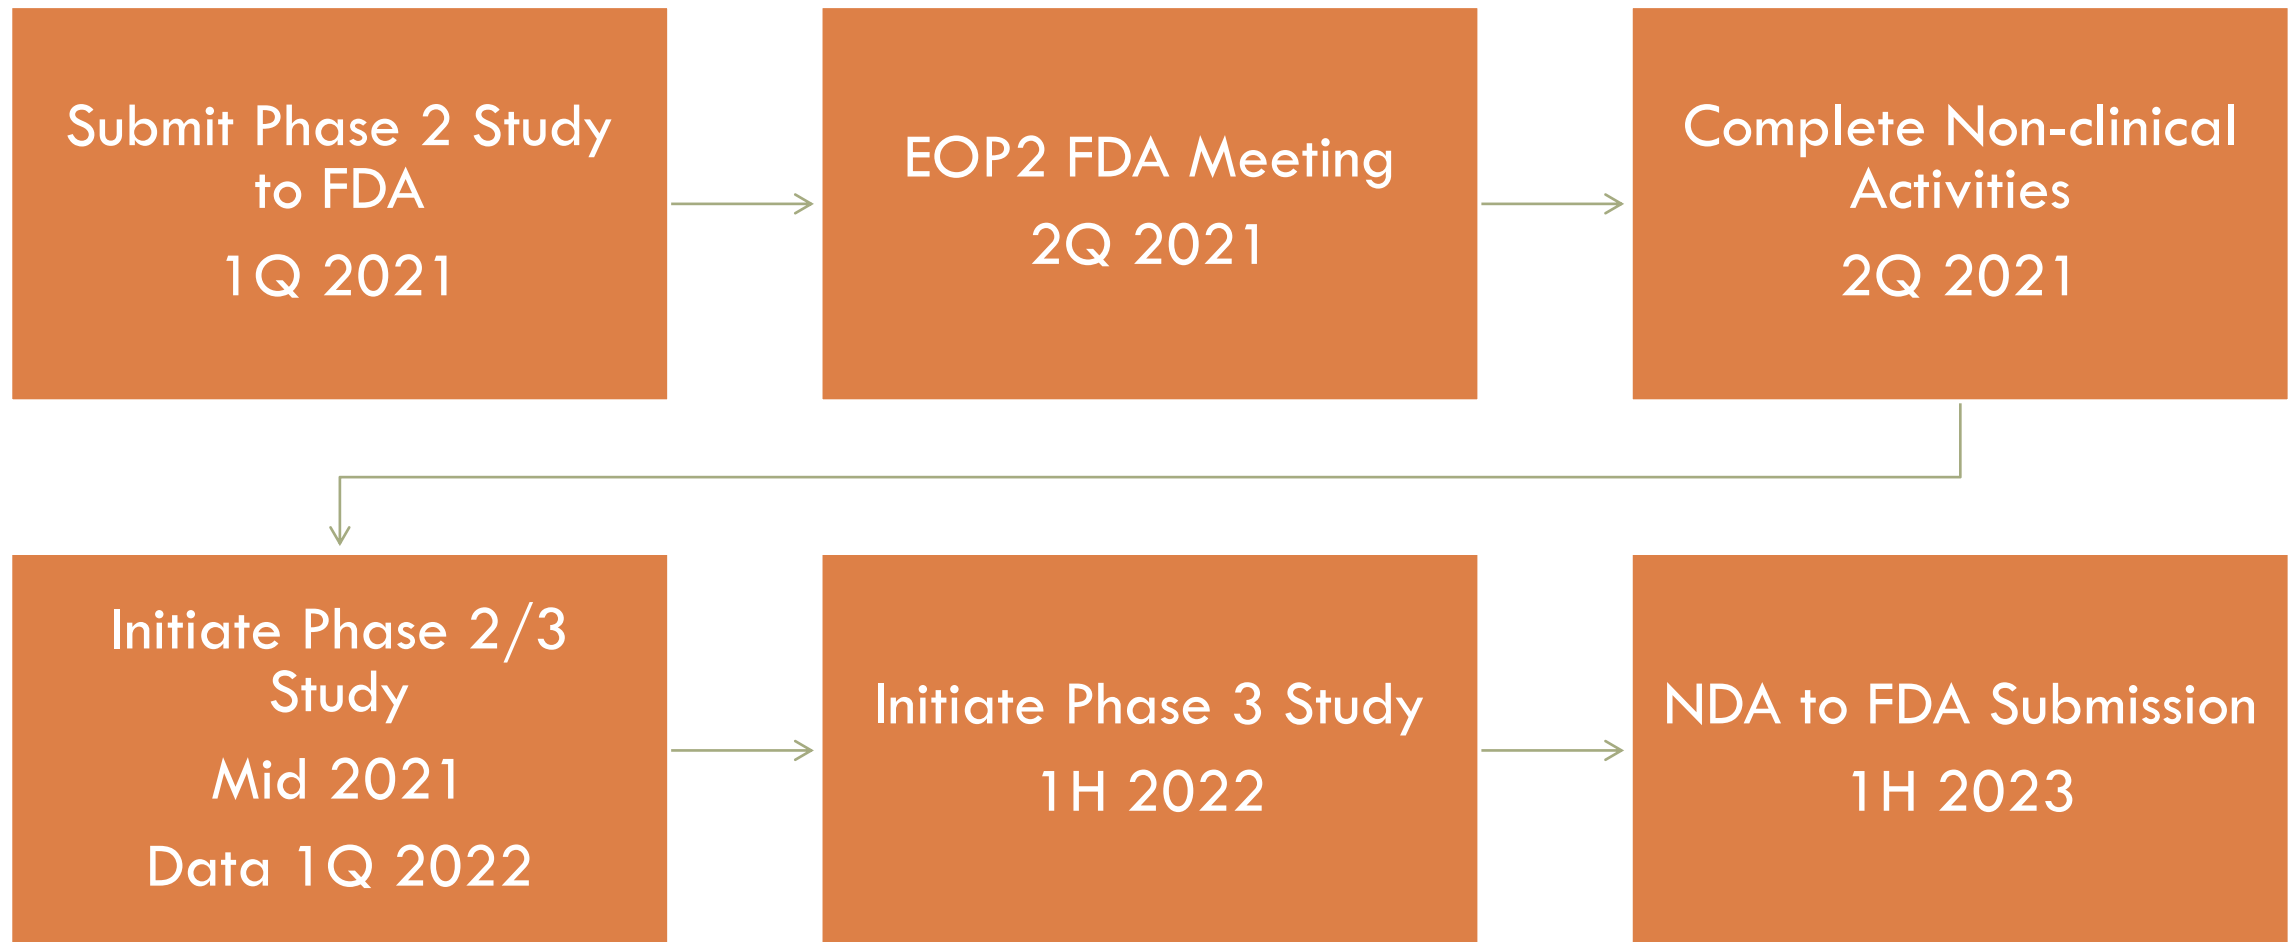 Submit Phase 2 Study
to FDA
1Q 2021
EOP2 FDA Meeting
2Q 2021
Complete Non-clinical
Activities
2Q 2021
Initiate Phase 2/3
Study
Mid 2021
Data 1Q 2022
Initiate Phase 3 Study
1H 2022
NDA to FDA Submission
1H 2023